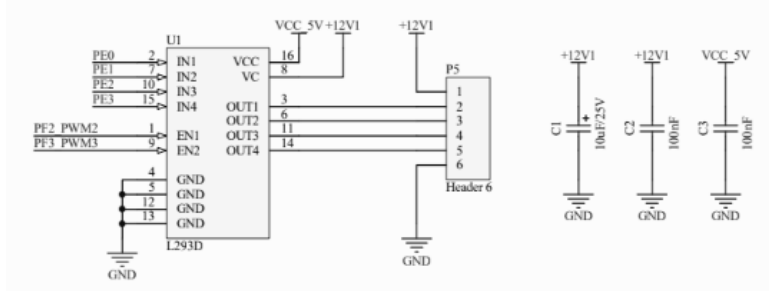 U1
VCC_5V +12V1
+12V1
PE0 2 IN1 VCC 16
PE1 7 IN2 VC 8
PE2 10 IN3
PE3 15 IN4
OUT1 3
OUT2 6
PF2_PWM2 1 EN1 OUT3 11
PF3_PWM3 9 EN2 OUT4 14
4 GND
5 GND
12 GND
13 GND
L293D
GND
P5
1
2
3
4
5
6
Header 6
GND
+12V1
C1
+
10uF/25V
GND
+12V1
C2
100nF
GND
VCC_5V
C3
100nF
GND